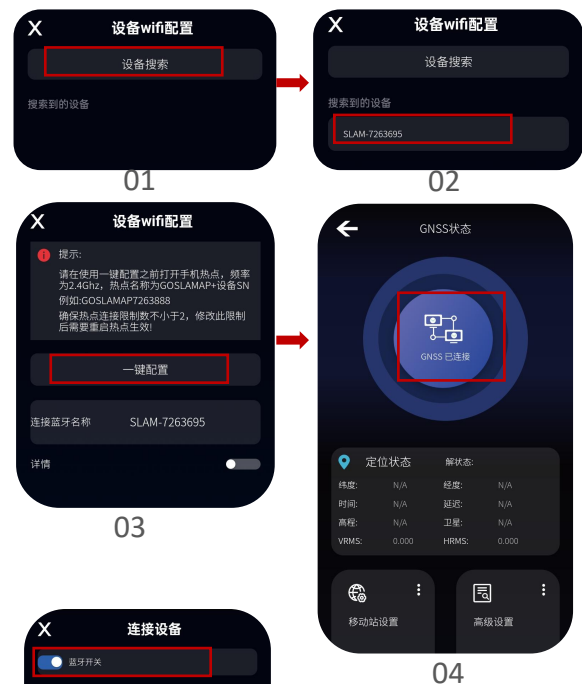 X 设备wifi配置
设备搜索
搜索到的设备
01
X 设备wifi配置
设备搜索
搜索到的设备
SLAM-7263695
02
X 设备wifi配置
提示:
请在使用一键配置之前打开手机热点，频率
为2.4Ghz，热点名称为GOSLAMAP+设备SN
例如:GOSLAMAP7263888
确保热点连接限制数不小于2，修改此限制
后需要重启热点生效!
一键配置
连接蓝牙名称 SLAM-7263695
详情
03
GNSS状态
GNSS 已连接
定位状态 解状态:
纬度: N/A 经度: N/A
时间: N/A 延迟: N/A
高程: N/A 卫星: N/A
VRMS: 0.000 HRMS: 0.000
移动站设置 高级设置
04
X 连接设备
蓝牙开关